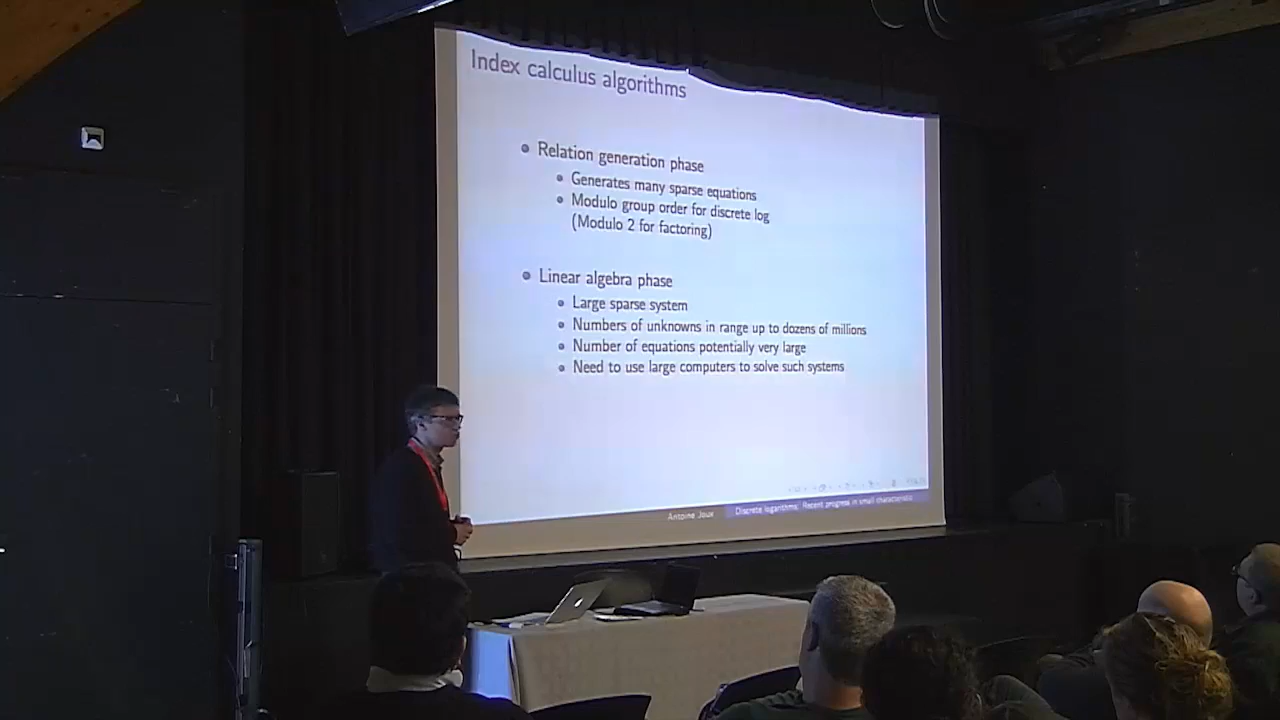 Index calculus algorithms
Relation generation phase
Generates many sparse equations
Modulo group order for discrete log
(Modulo 2 for factoring)
Linear algebra phase
Large sparse system
Numbers of unknowns in range up to dozens of millions
Number of equations potentially very large
Need to use large computers to solve such systems
Antoine Joux
Discrete logarithms: Recent progress in small characteristic